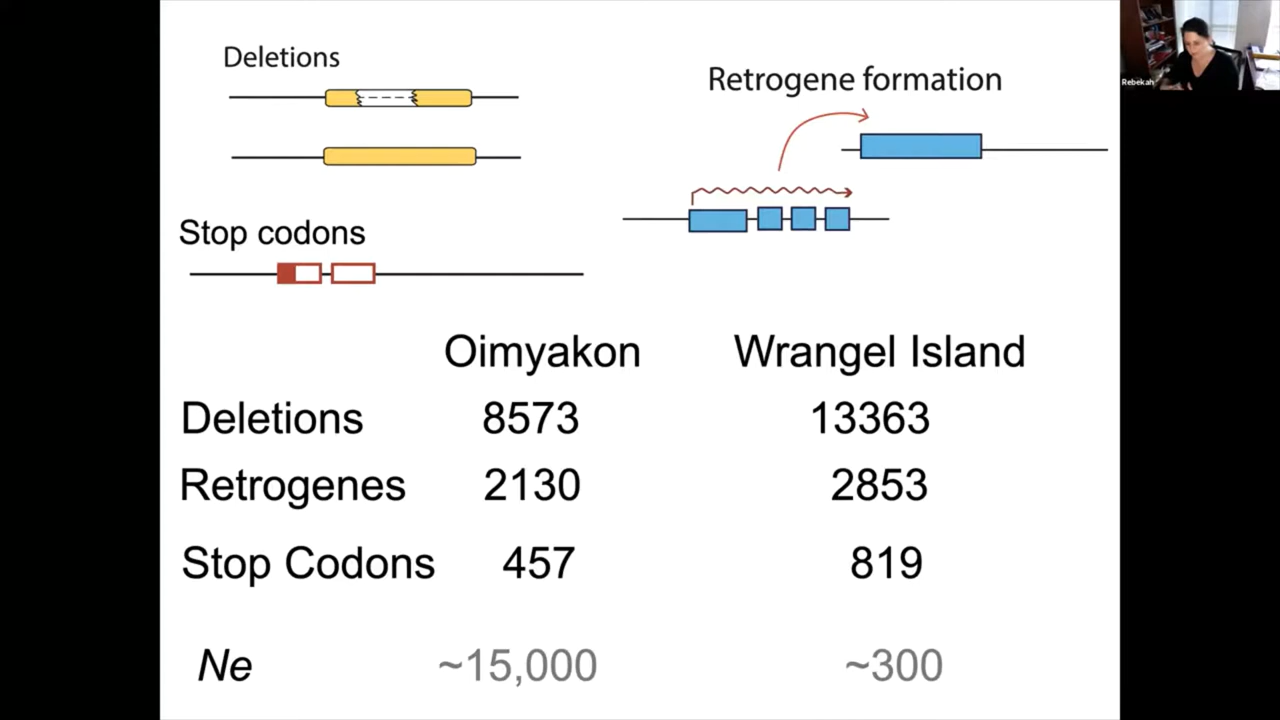 Deletions
Retrogene formation
Rebekah
Stop codons
Oimyakon Wrangel Island
Deletions 8573 13363
Retrogenes 2130 2853
Stop Codons 457 819
Ne ~15,000 ~300